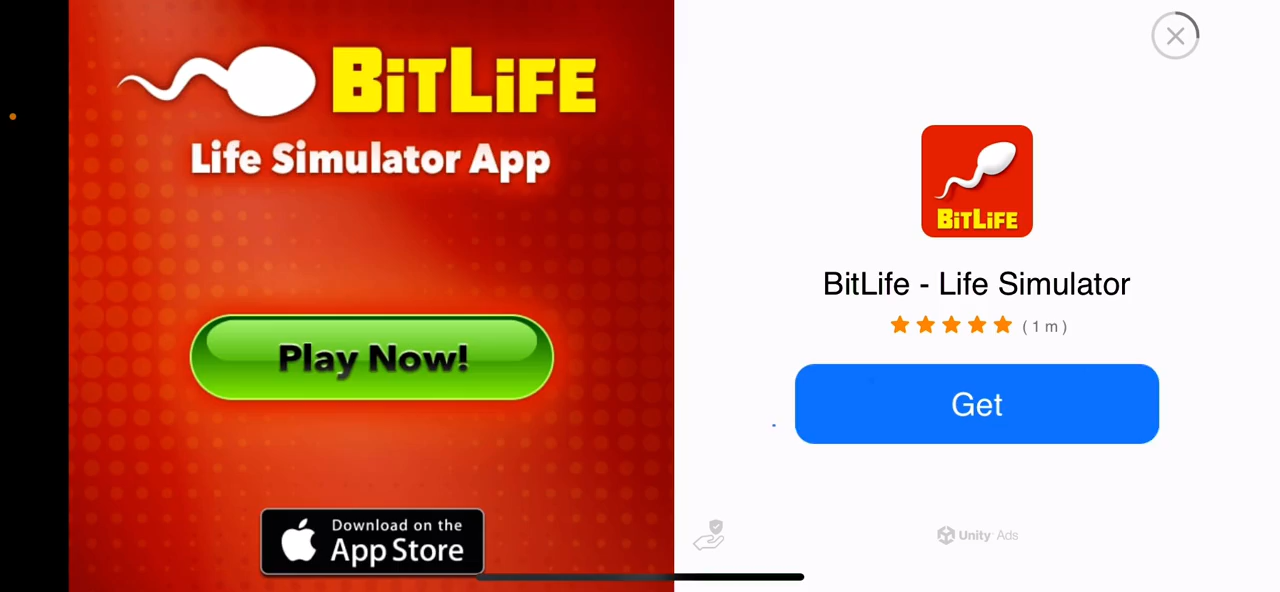 BiTLiFE
Life Simulator App
Play Now!
Download on the
App Store
BiTLiFE
BitLife - Life Simulator
( 1 m )
Get
Unity Ads